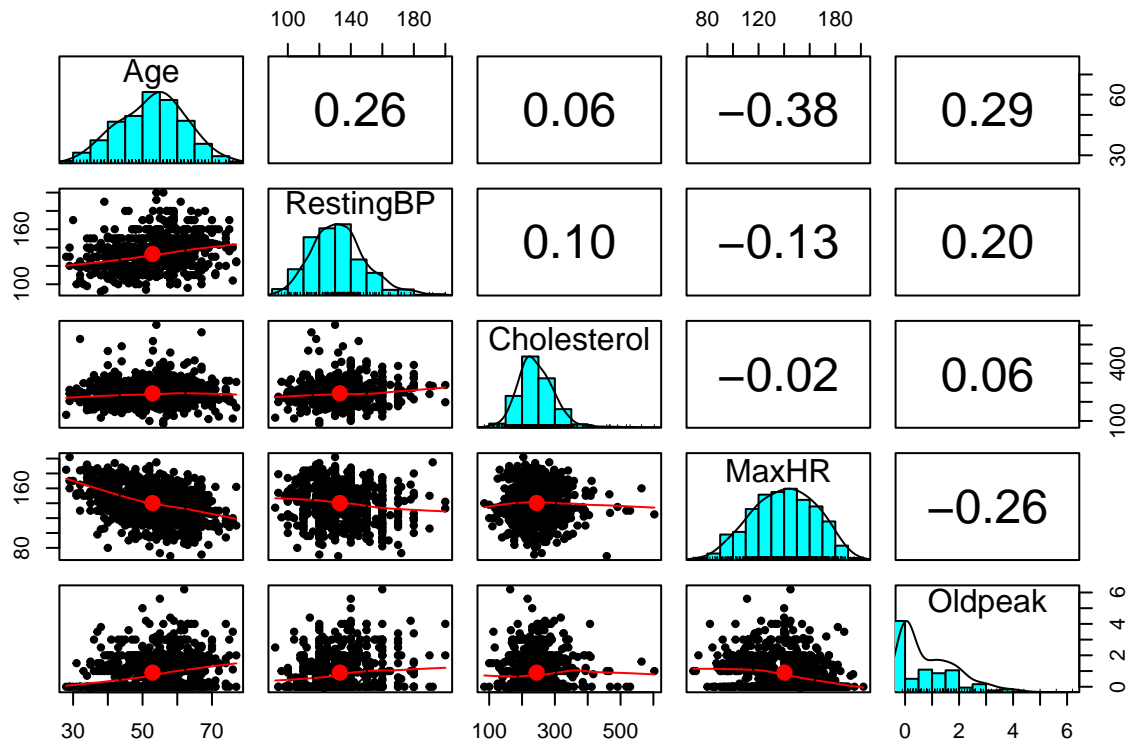 100 140 180 80 120 180
Age 0.26 0.06 −0.38 0.29
30 60
100 160
RestingBP 0.10 −0.13 0.20
Cholesterol −0.02 0.06
100 400
80 160
MaxHR −0.26
Oldpeak
0 1 2 4 6
30 50 70 100 300 500 0 2 4 6